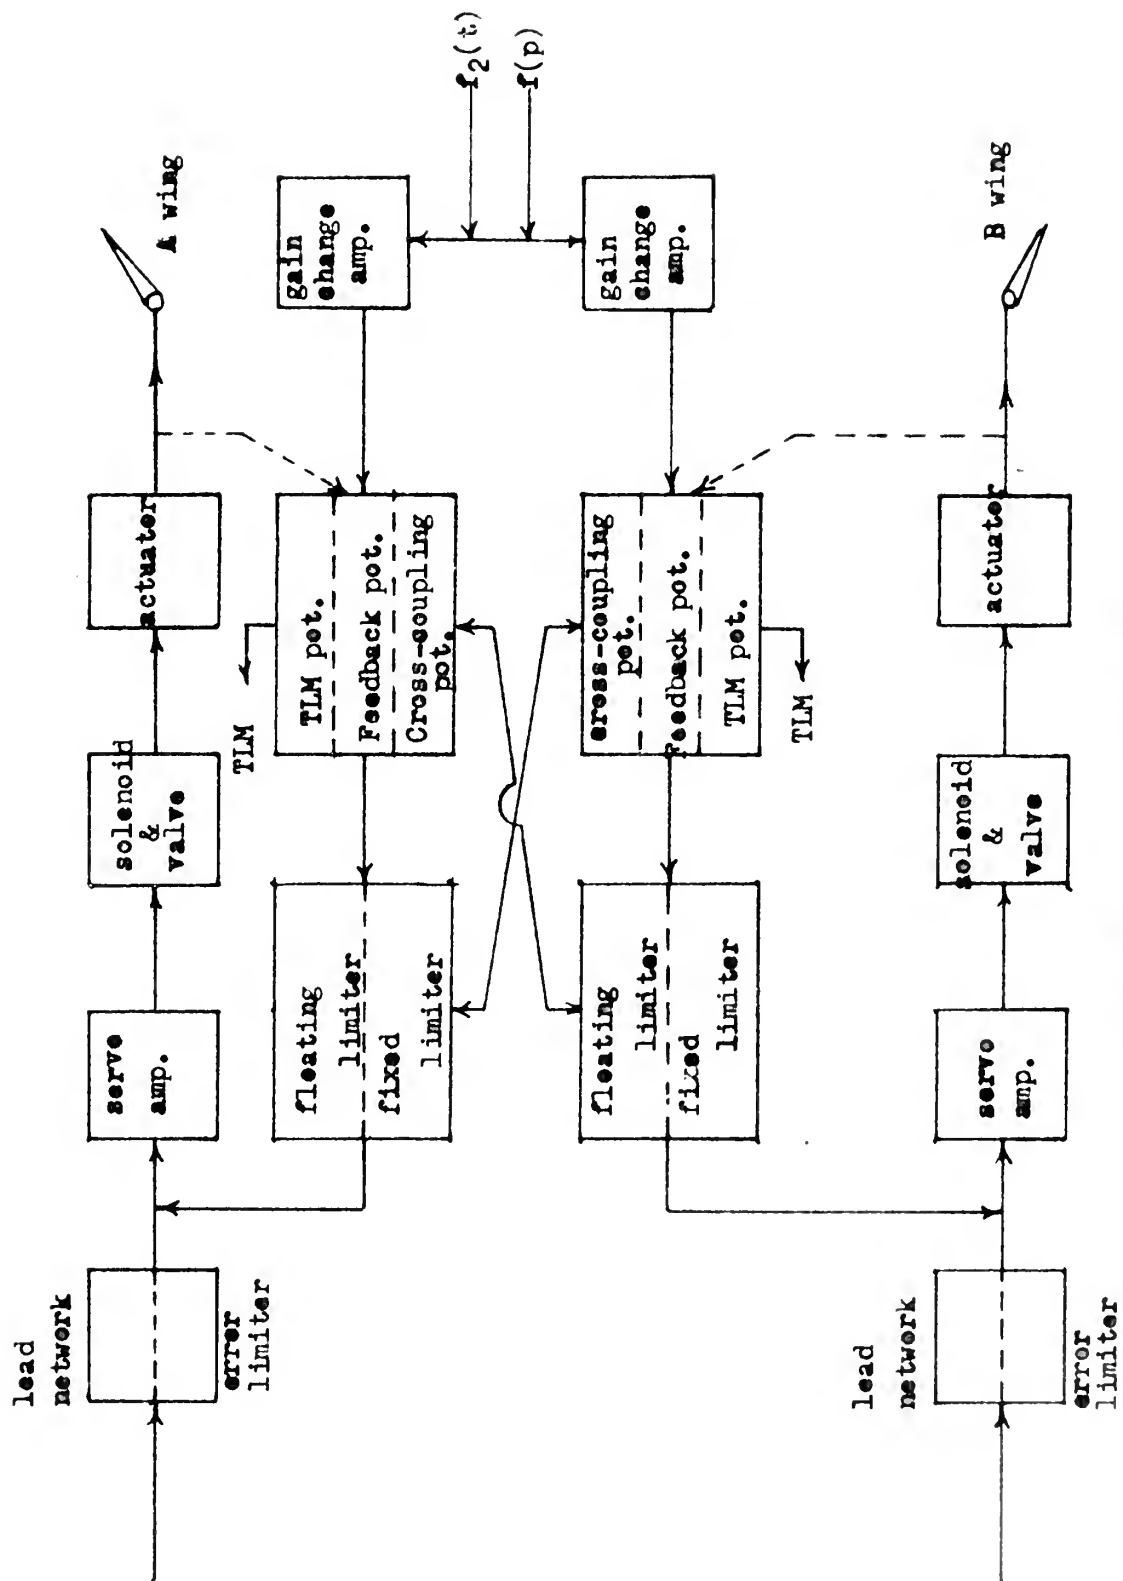 lead
network
error
limiter
servo
amp.
solenoid
&
valve
actuator
A wing
floating
limiter
fixed
limiter
TLM
TLM pot.
Feedback pot.
Cross-coupling
pot.
gain
change
amp.
f2(t)
f(p)
floating
limiter
fixed
limiter
cross-coupling
pot.
Feedback pot.
TLM pot.
TLM
gain
change
amp.
lead
network
error
limiter
servo
amp.
solenoid
&
valve
actuator
B wing